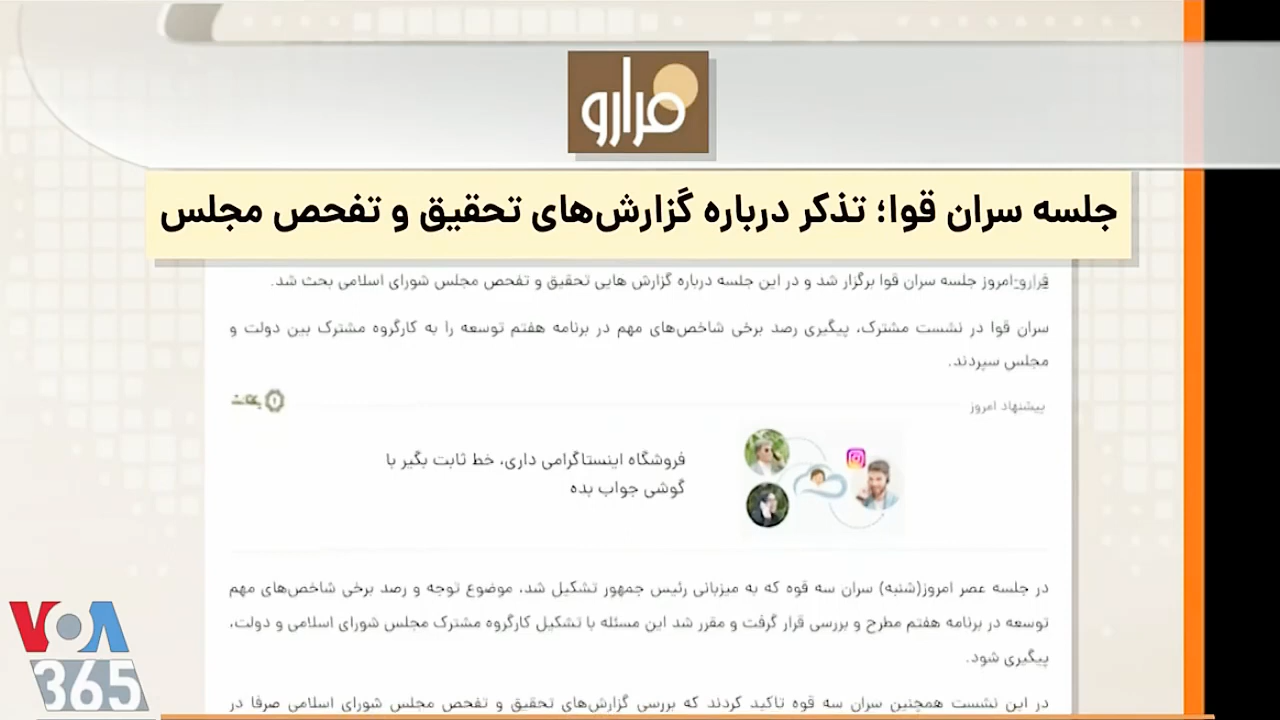 فرارو
جلسه سران قوا؛ تذکر درباره گزارش‌های تحقیق و تفحص مجلس
فرارو-امروز جلسه سران قوا برگزار شد و در این جلسه درباره گزارش هایی تحقیق و تفحص مجلس شورای اسلامی بحث شد.
سران قوا در نشست مشترک، پیگیری رصد برخی شاخص‌های مهم در برنامه هفتم توسعه را به کارگروه مشترک بین دولت و
مجلس سپردند.
پیشنهاد امروز
فروشگاه اینستاگرامی داری، خط ثابت بگیر با
گوشی جواب بده
در جلسه عصر امروز(شنبه) سران سه قوه که به میزبانی رئیس جمهور تشکیل شد، موضوع توجه و رصد برخی شاخص‌های مهم
توسعه در برنامه هفتم مطرح و بررسی قرار گرفت و مقرر شد این مسئله با تشکیل کارگروه مشترک مجلس شورای اسلامی و دولت،
پیگیری شود.
در این نشست همچنین سران سه قوه تاکید کردند که بررسی گزارش‌های تحقیق و تفحص مجلس شورای اسلامی صرفا در
VOA
365